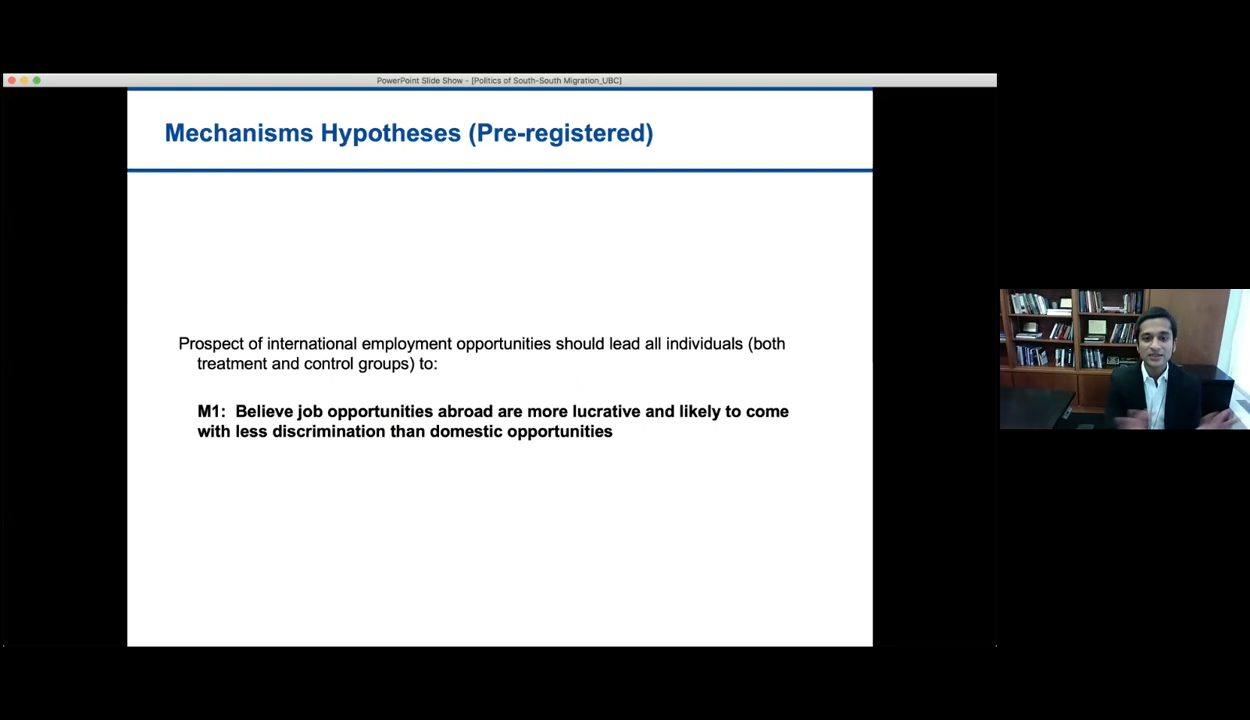 PowerPoint Slide Show - [Politics of South-South Migration_UBC]
Mechanisms Hypotheses (Pre-registered)
Prospect of international employment opportunities should lead all individuals (both
treatment and control groups) to:
M1: Believe job opportunities abroad are more lucrative and likely to come
with less discrimination than domestic opportunities